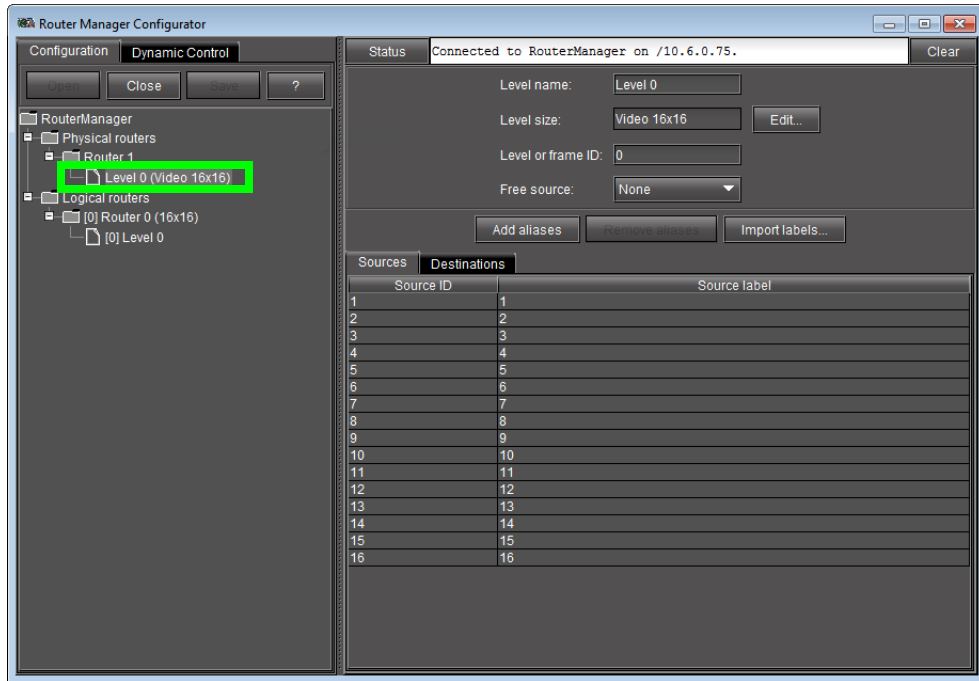 Router Manager Configurator
Configuration Dynamic Control
Open Close Save ?
RouterManager
Physical routers
Router 1
Level 0 (Video 16x16)
Logical routers
[0] Router 0 (16x16)
[0] Level 0
Status Connected to RouterManager on /10.6.0.75. Clear
Level name: Level 0
Level size: Video 16x16 Edit...
Level or frame ID: 0
Free source: None
Add aliases Remove aliases Import labels...
Sources Destinations
Source ID Source label
1 1
2 2
3 3
4 4
5 5
6 6
7 7
8 8
9 9
10 10
11 11
12 12
13 13
14 14
15 15
16 16